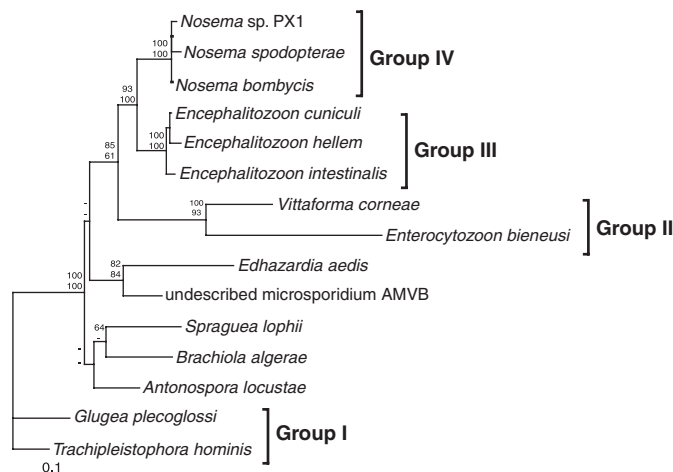 Nosema sp. PX1
100
100
Nosema spodopterae
Group IV
Nosema bombycis
93
100
Encephalitozoon cuniculi
100
100
Encephalitozoon hellem
Group III
Encephalitozoon intestinalis
85
61
100
93
Vittaforma corneae
Group II
Enterocytozoon bieneusi
-
-
82
84
Edhazardia aedis
undescribed microsporidium AMVB
100
100
64
-
Spraguea lophii
-
-
Brachiola algerae
Antonospora locustae
Glugea plecoglossi
Group I
Trachipleistophora hominis
0.1